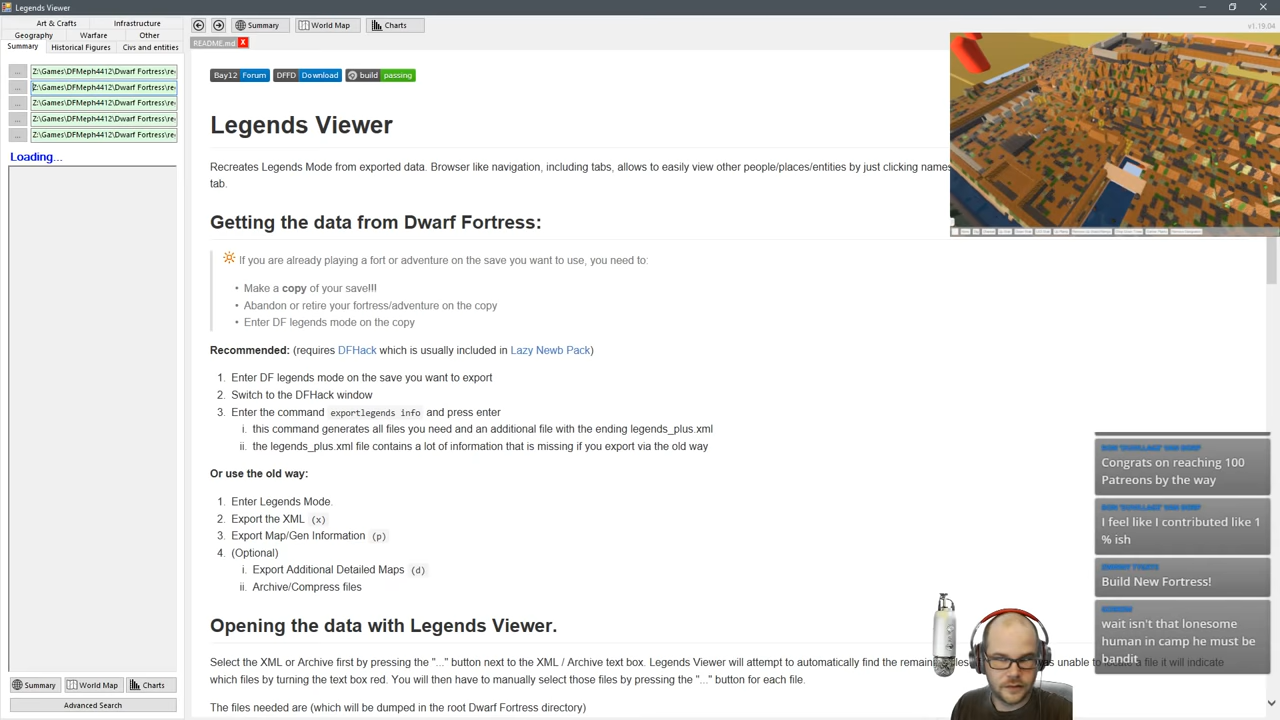 Legends Viewer
Art & Crafts
Infrastructure
Geography
Warfare
Other
Summary
Historical Figures
Civs and entities
... Z:\Games\DFMeph4412\Dwarf Fortress\re
... Z:\Games\DFMeph4412\Dwarf Fortress\re
... Z:\Games\DFMeph4412\Dwarf Fortress\re
... Z:\Games\DFMeph4412\Dwarf Fortress\re
... Z:\Games\DFMeph4412\Dwarf Fortress\re
Loading...
Summary
World Map
Charts
Advanced Search
Summary
World Map
Charts
v1.19.04
README.md
Bay12 Forum DFFD Download build passing
Legends Viewer
Recreates Legends Mode from exported data. Browser like navigation, including tabs, allows to easily view other people/places/entities by just clicking names
tab.
Getting the data from Dwarf Fortress:
If you are already playing a fort or adventure on the save you want to use, you need to:
• Make a copy of your save!!!
• Abandon or retire your fortress/adventure on the copy
• Enter DF legends mode on the copy
Recommended: (requires DFHack which is usually included in Lazy Newb Pack)
1. Enter DF legends mode on the save you want to export
2. Switch to the DFHack window
3. Enter the command exportlegends info and press enter
i. this command generates all files you need and an additional file with the ending legends_plus.xml
ii. the legends_plus.xml file contains a lot of information that is missing if you export via the old way
Or use the old way:
1. Enter Legends Mode.
2. Export the XML (x)
3. Export Map/Gen Information (p)
4. (Optional)
i. Export Additional Detailed Maps (d)
ii. Archive/Compress files
Opening the data with Legends Viewer.
Select the XML or Archive first by pressing the "..." button next to the XML / Archive text box. Legends Viewer will attempt to automatically find the remaining files was unable to locate a file it will indicate
which files by turning the text box red. You will then have to manually select those files by pressing the "..." button for each file.
The files needed are (which will be dumped in the root Dwarf Fortress directory)
Congrats on reaching 100
Patreons by the way
I feel like I contributed like 1
% ish
Build New Fortress!
wait isn't that lonesome
human in camp he must be
bandit